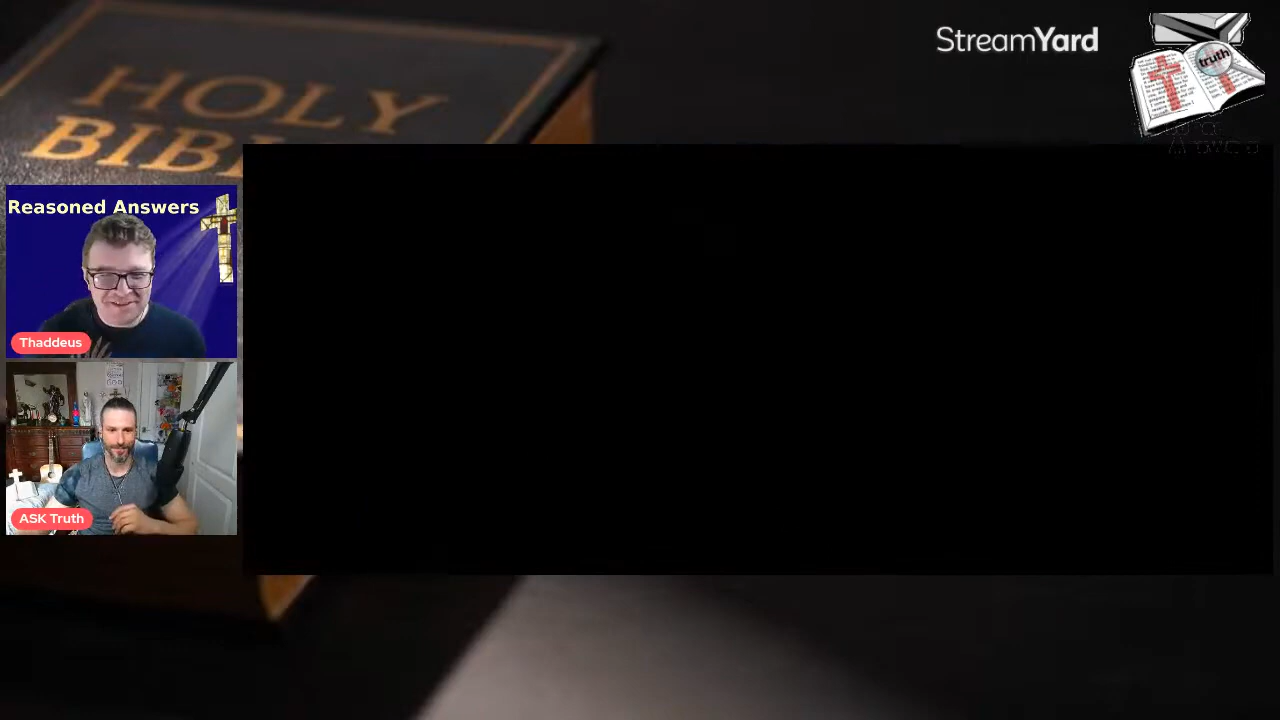 StreamYard
truth
HOLY
BIB
Reasoned Answers
Thaddeus
ASK Truth